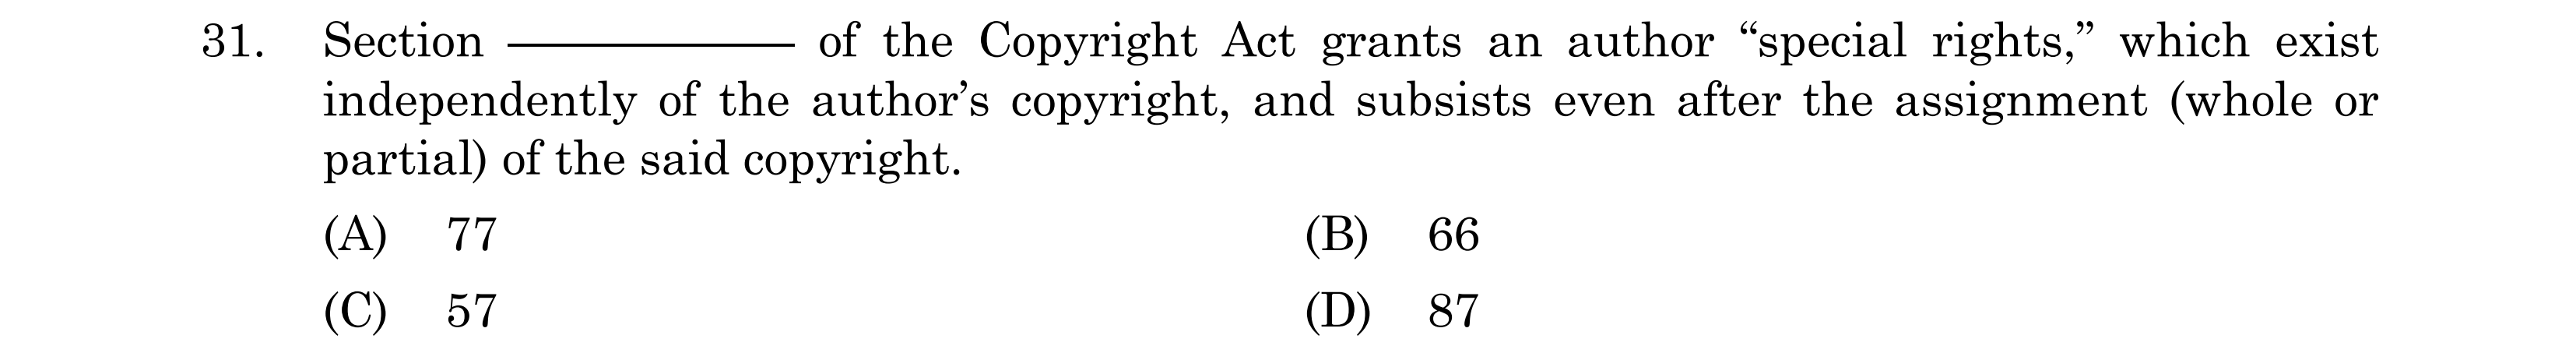 31. Section ____________ of the Copyright Act grants an author “special rights,” which exist
independently of the author’s copyright, and subsists even after the assignment (whole or
partial) of the said copyright.
(A) 77 (B) 66
(C) 57 (D) 87